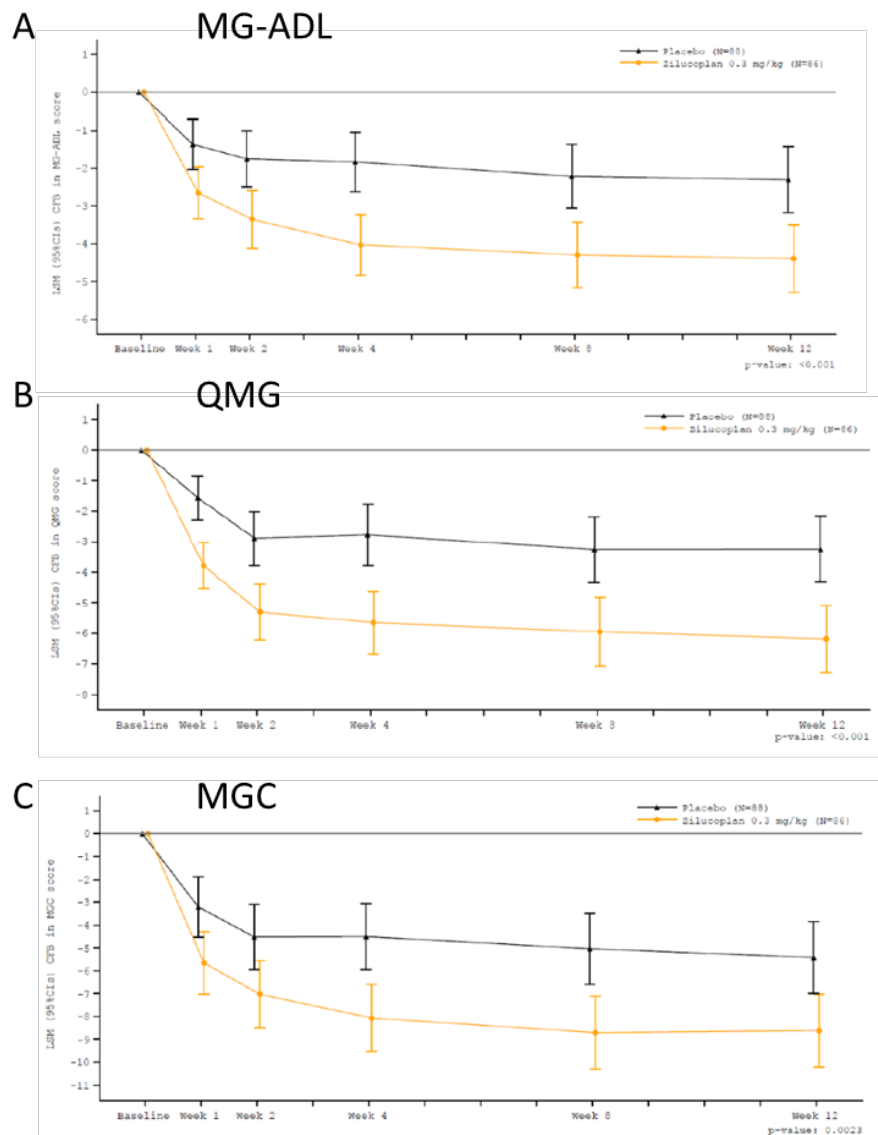 A MG-ADL
1
0
-1
-2
-3
-4
-5
-6
LSM (95%CIs) CFB in MG-ADL score
Placebo (N=88)
Zilucoplan 0.3 mg/kg (N=86)
Baseline Week 1 Week 2 Week 4 Week 8 Week 12
p-value: <0.001
B QMG
1
0
-1
-2
-3
-4
-5
-6
-7
-8
LSM (95%CIs) CFB in QMG score
Placebo (N=88)
Zilucoplan 0.3 mg/kg (N=86)
Baseline Week 1 Week 2 Week 4 Week 8 Week 12
p-value: <0.001
C MGC
1
0
-1
-2
-3
-4
-5
-6
-7
-8
-9
-10
-11
LSM (95%CIs) CFB in MGC score
Placebo (N=88)
Zilucoplan 0.3 mg/kg (N=86)
Baseline Week 1 Week 2 Week 4 Week 8 Week 12
p-value: 0.0023